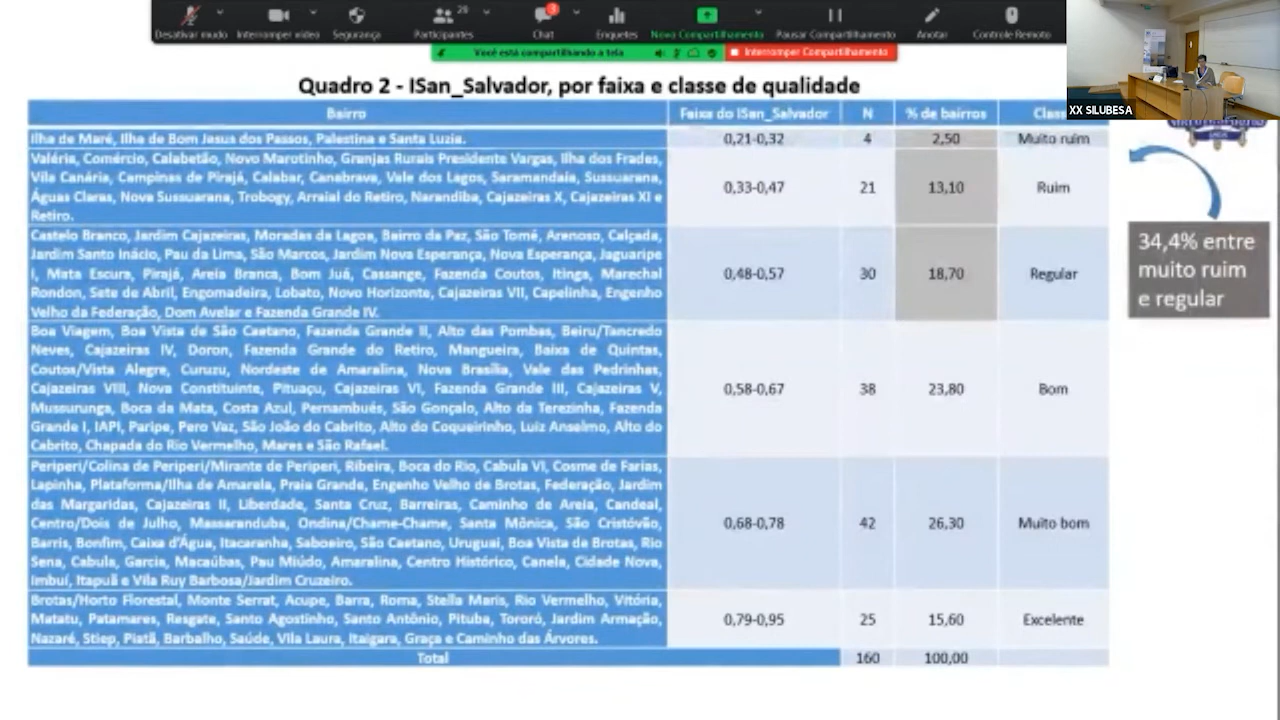 Desativar mudo
Interromper vídeo
Segurança
29
Participantes
3
Chat
Enquetes
Novo Compartilhamento
Pausar Compartilhamento
Anotar
Controle Remoto
Você está compartilhando a tela
Interromper Compartilhamento
XX SILUBESA
Quadro 2 - ISan_Salvador, por faixa e classe de qualidade
Bairro
Faixa do ISan_Salvador
N
% de bairros
Ilha de Maré, Ilha de Bom Jesus dos Passos, Palestina e Santa Luzia.
0,21-0,32
4
2,50
Muito ruim
Valéria, Comércio, Calabetão, Novo Marotinho, Granjas Rurais Presidente Vargas, Ilha dos Frades,
Vila Canária, Campinas de Pirajá, Calabar, Canabrava, Vale dos Lagos, Saramandaia, Sussuarana,
Águas Claras, Nova Sussuarana, Trobogy, Arraial do Retiro, Narandiba, Cajazeiras X, Cajazeiras XI e
Retiro.
0,33-0,47
21
13,10
Ruim
Castelo Branco, Jardim Cajazeiras, Moradas da Lagoa, Bairro da Paz, São Tomé, Arenoso, Calçada,
Jardim Santo Inácio, Pau da Lima, São Marcos, Jardim Nova Esperança, Nova Esperança, Jaguaripe
I, Mata Escura, Pirajá, Areia Branca, Bom Juá, Cassange, Fazenda Coutos, Itinga, Marechal
Rondon, Sete de Abril, Engomadeira, Lobato, Novo Horizonte, Cajazeiras VII, Capelinha, Engenho
Velho da Federação, Dom Avelar e Fazenda Grande IV.
0,48-0,57
30
18,70
Regular
Boa Viagem, Boa Vista de São Caetano, Fazenda Grande II, Alto das Pombas, Beiru/Tancredo
Neves, Cajazeiras IV, Doron, Fazenda Grande do Retiro, Mangueira, Baixa de Quintas,
Coutos/Vista Alegre, Curuzu, Nordeste de Amaralina, Nova Brasília, Vale das Pedrinhas,
Cajazeiras VIII, Nova Constituinte, Pituaçu, Cajazeiras VI, Fazenda Grande III, Cajazeiras V,
Mussurunga, Boca da Mata, Costa Azul, Pernambués, São Gonçalo, Alto da Terezinha, Fazenda
Grande I, IAPI, Paripe, Pero Vaz, São João do Cabrito, Alto do Coqueirinho, Luiz Anselmo, Alto do
Cabrito, Chapada do Rio Vermelho, Mares e São Rafael.
0,58-0,67
38
23,80
Bom
Periperi/Colina de Periperi/Mirante de Periperi, Ribeira, Boca do Rio, Cabula VI, Cosme de Farias,
Lapinha, Plataforma/Ilha de Amarela, Praia Grande, Engenho Velho de Brotas, Federação, Jardim
das Margaridas, Cajazeiras II, Liberdade, Santa Cruz, Barreiras, Caminho de Areia, Candeal,
Centro/Dois de Julho, Massaranduba, Ondina/Chame-Chame, Santa Mônica, São Cristóvão,
Barris, Bonfim, Caixa d'Água, Itacaranha, Saboeiro, São Caetano, Uruguai, Boa Vista de Brotas, Rio
Sena, Cabula, Garcia, Macaúbas, Pau Miúdo, Amaralina, Centro Histórico, Canela, Cidade Nova,
Imbuí, Itapuã e Vila Ruy Barbosa/Jardim Cruzeiro.
0,68-0,78
42
26,30
Muito bom
Brotas/Horto Florestal, Monte Serrat, Acupe, Barra, Roma, Stella Maris, Rio Vermelho, Vitória,
Matatu, Patamares, Resgate, Santo Agostinho, Santo Antônio, Pituba, Tororó, Jardim Armação,
Nazaré, Stiep, Piatã, Barbalho, Saúde, Vila Laura, Itaigara, Graça e Caminho das Árvores.
0,79-0,95
25
15,60
Excelente
Total
160
100,00
34,4% entre
muito ruim
e regular